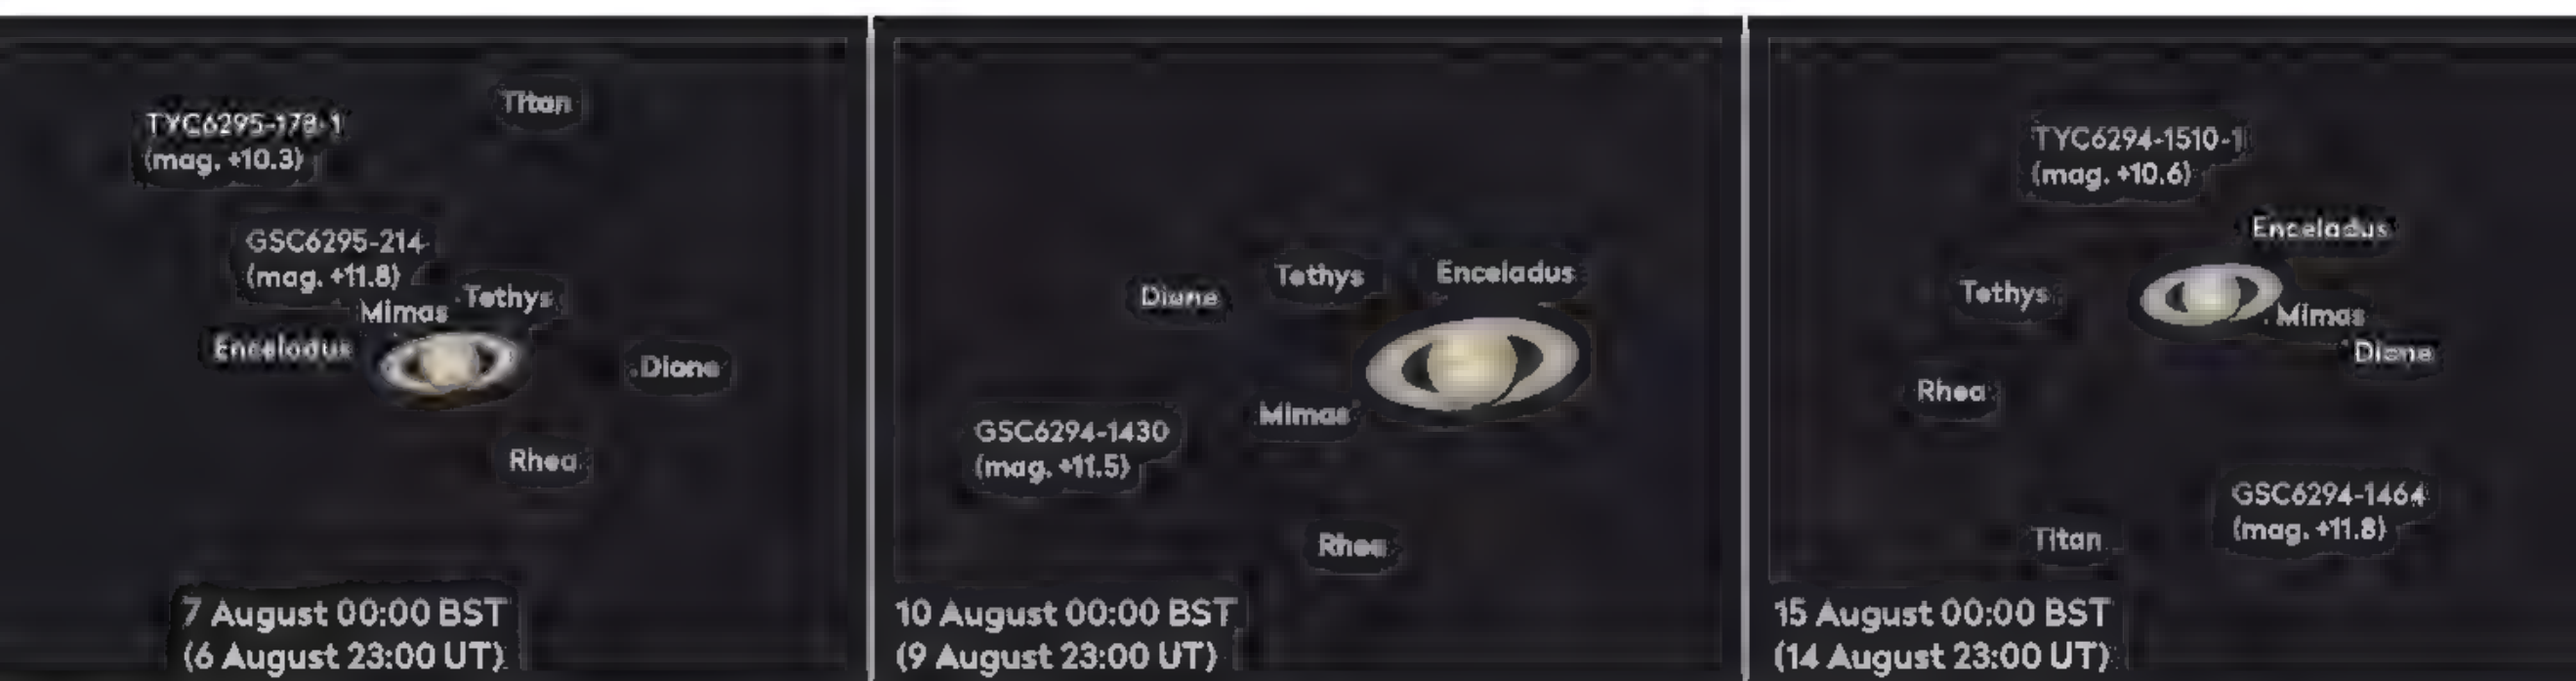 Titan
TYC6295-178-1
(mag. +10.3)
GSC6295-214
(mag. +11.8)
Tethys
Mimas
Enceladus
Dione
Rhea
7 August 00:00 BST
(6 August 23:00 UT)
Tethys
Enceladus
Dione
Mimas
GSC6294-1430
(mag. +11.5)
Rhea
10 August 00:00 BST
(9 August 23:00 UT)
TYC6294-1510-1
(mag. +10.6)
Enceladus
Tethys
Mimas
Dione
Rhea
GSC6294-1464
(mag. +11.8)
Titan
15 August 00:00 BST
(14 August 23:00 UT)